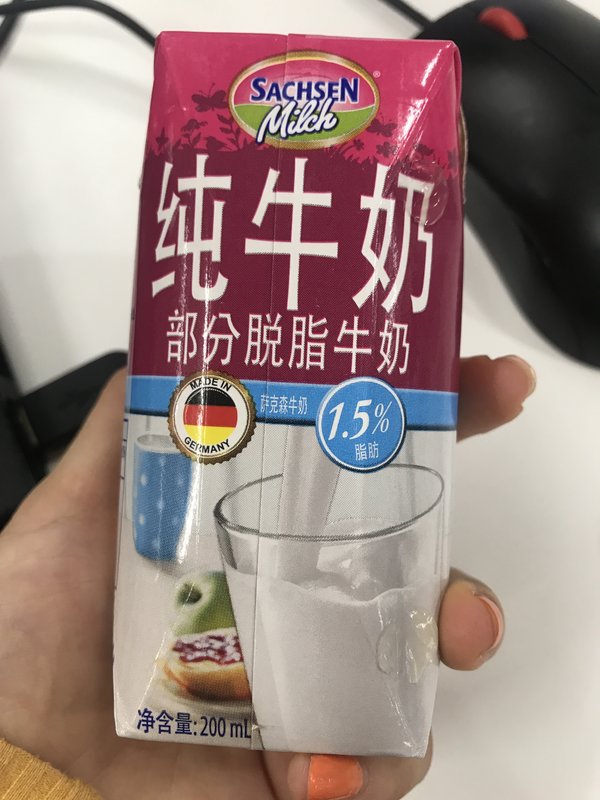 SACHSEN
Milch
纯牛奶
部分脱脂牛奶
MADE IN
GERMANY
萨克森牛奶
1.5%
脂肪
净含量:200 mL